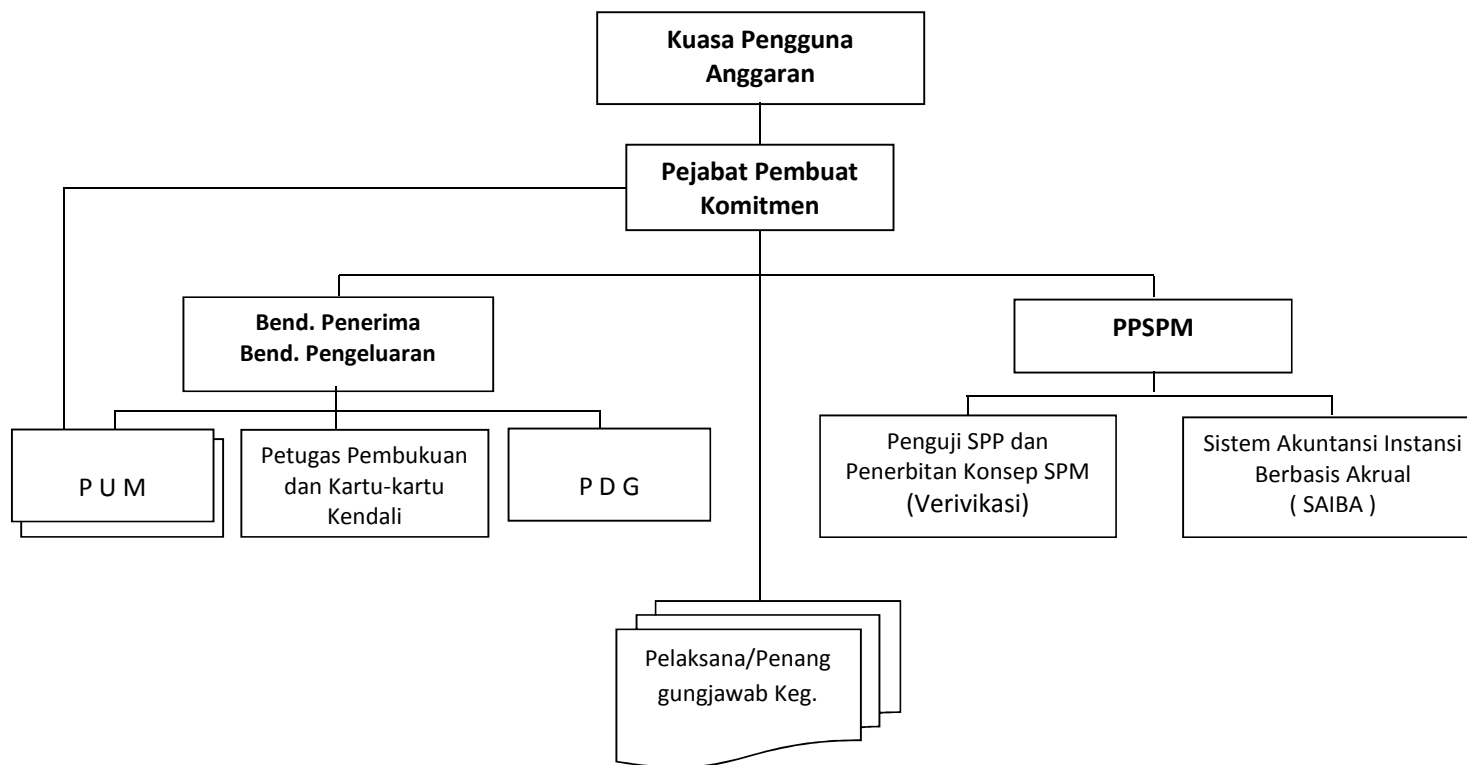 Kuasa Pengguna
Anggaran
Pejabat Pembuat
Komitmen
Bend. Penerima
Bend. Pengeluaran
PPSPM
P U M
Petugas Pembukuan
dan Kartu-kartu
Kendali
P D G
Penguji SPP dan
Penerbitan Konsep SPM
(Verivikasi)
Sistem Akuntansi Instansi
Berbasis Akrual
( SAIBA )
Pelaksana/Penang
gungjawab Keg.